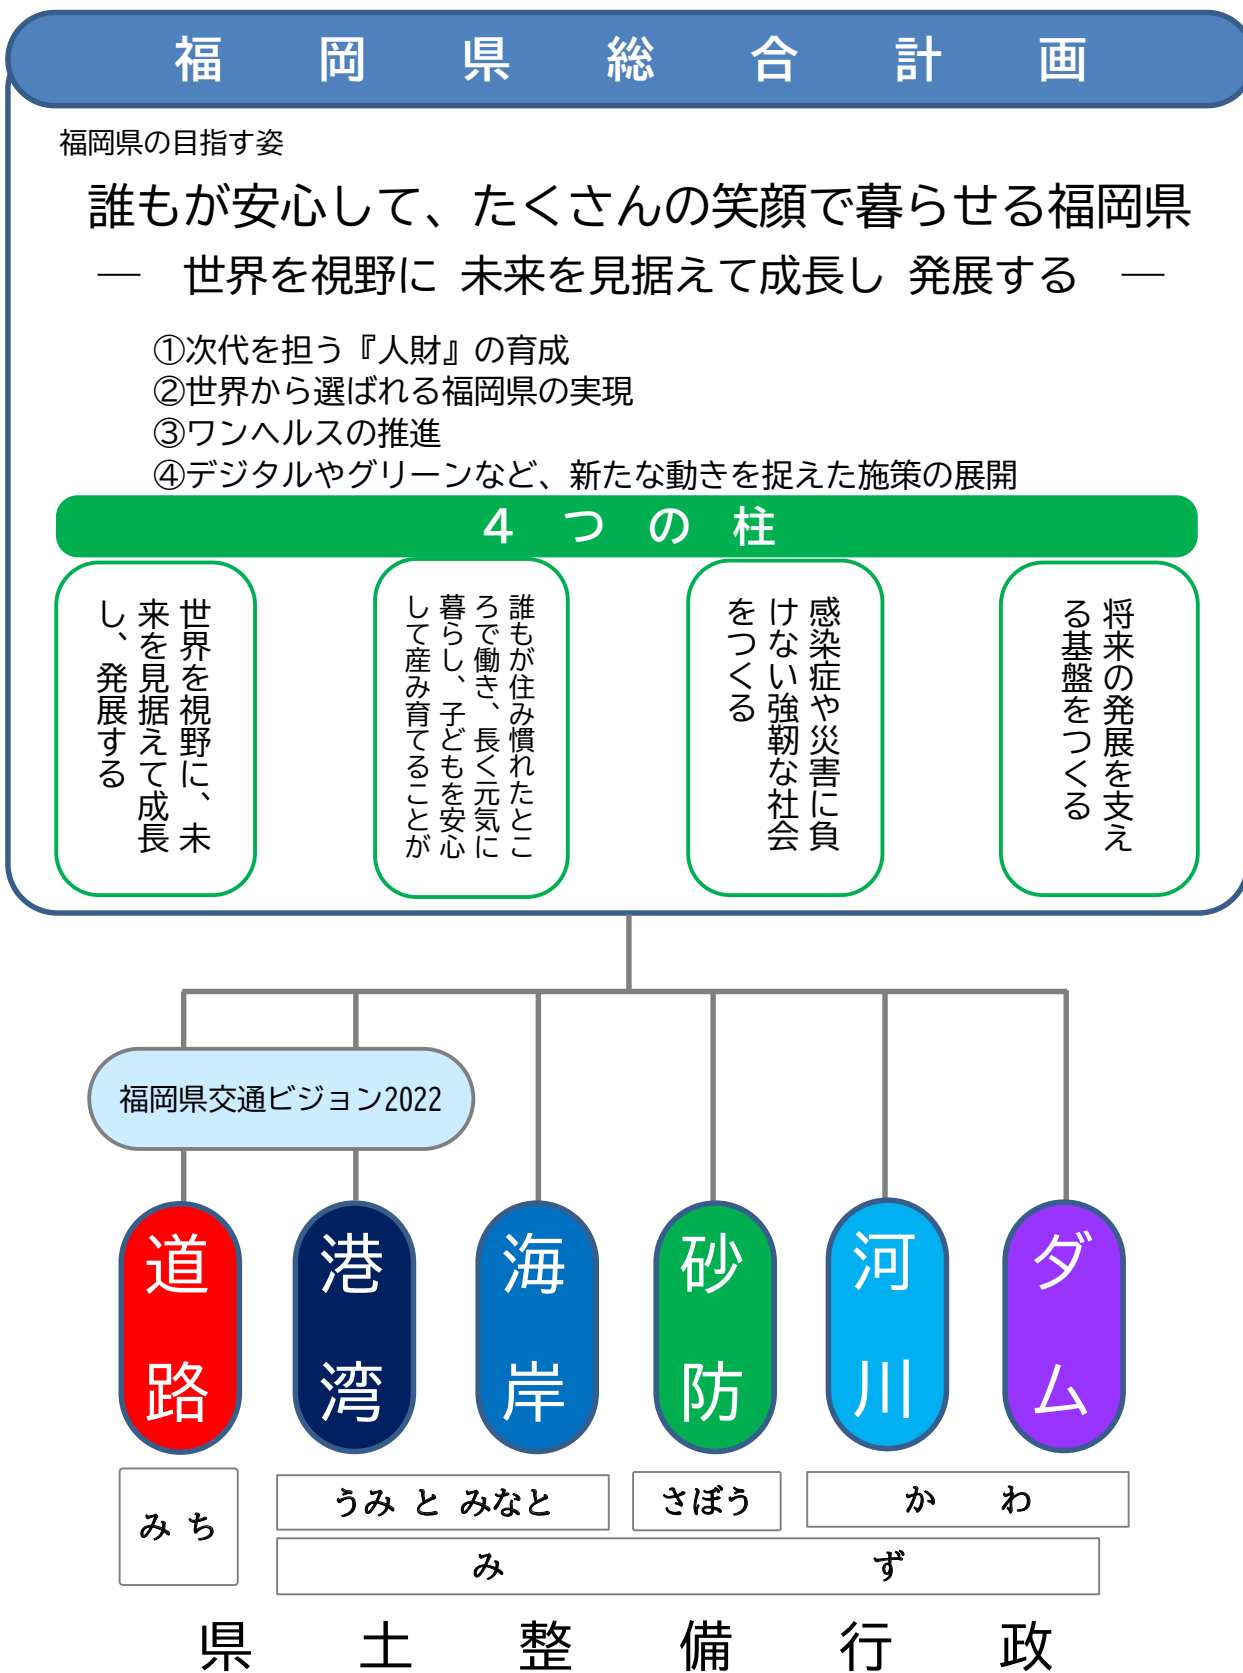 福岡県総合計画
福岡県の目指す姿
誰もが安心して、たくさんの笑顔で暮らせる福岡県
― 世界を視野に 未来を見据えて成長し 発展する ―
①次代を担う『人財』の育成
②世界から選ばれる福岡県の実現
③ワンヘルスの推進
④デジタルやグリーンなど、新たな動きを捉えた施策の展開
４つの柱
世界を視野に、未
来を見据えて成長
し、発展する
誰もが住み慣れたとこ
ろで働き、長く元気に
暮らし、子どもを安心
して産み育てることが
感染症や災害に負
けない強靭な社会
をつくる
将来の発展を支え
る基盤をつくる
福岡県交通ビジョン2022
道路
港湾
海岸
砂防
河川
ダム
みち
うみ と みなと
さぼう
かわ
みず
県土整備行政